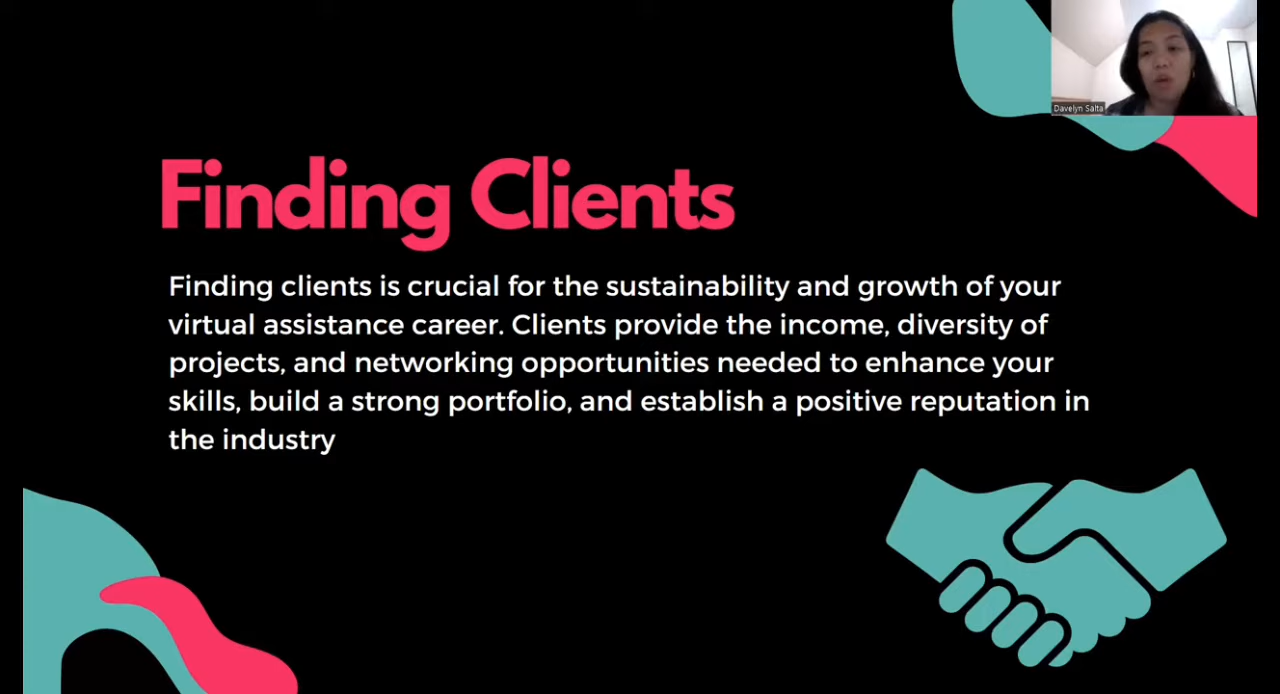 Davelyn Salta
Finding Clients
Finding clients is crucial for the sustainability and growth of your
virtual assistance career. Clients provide the income, diversity of
projects, and networking opportunities needed to enhance your
skills, build a strong portfolio, and establish a positive reputation in
the industry